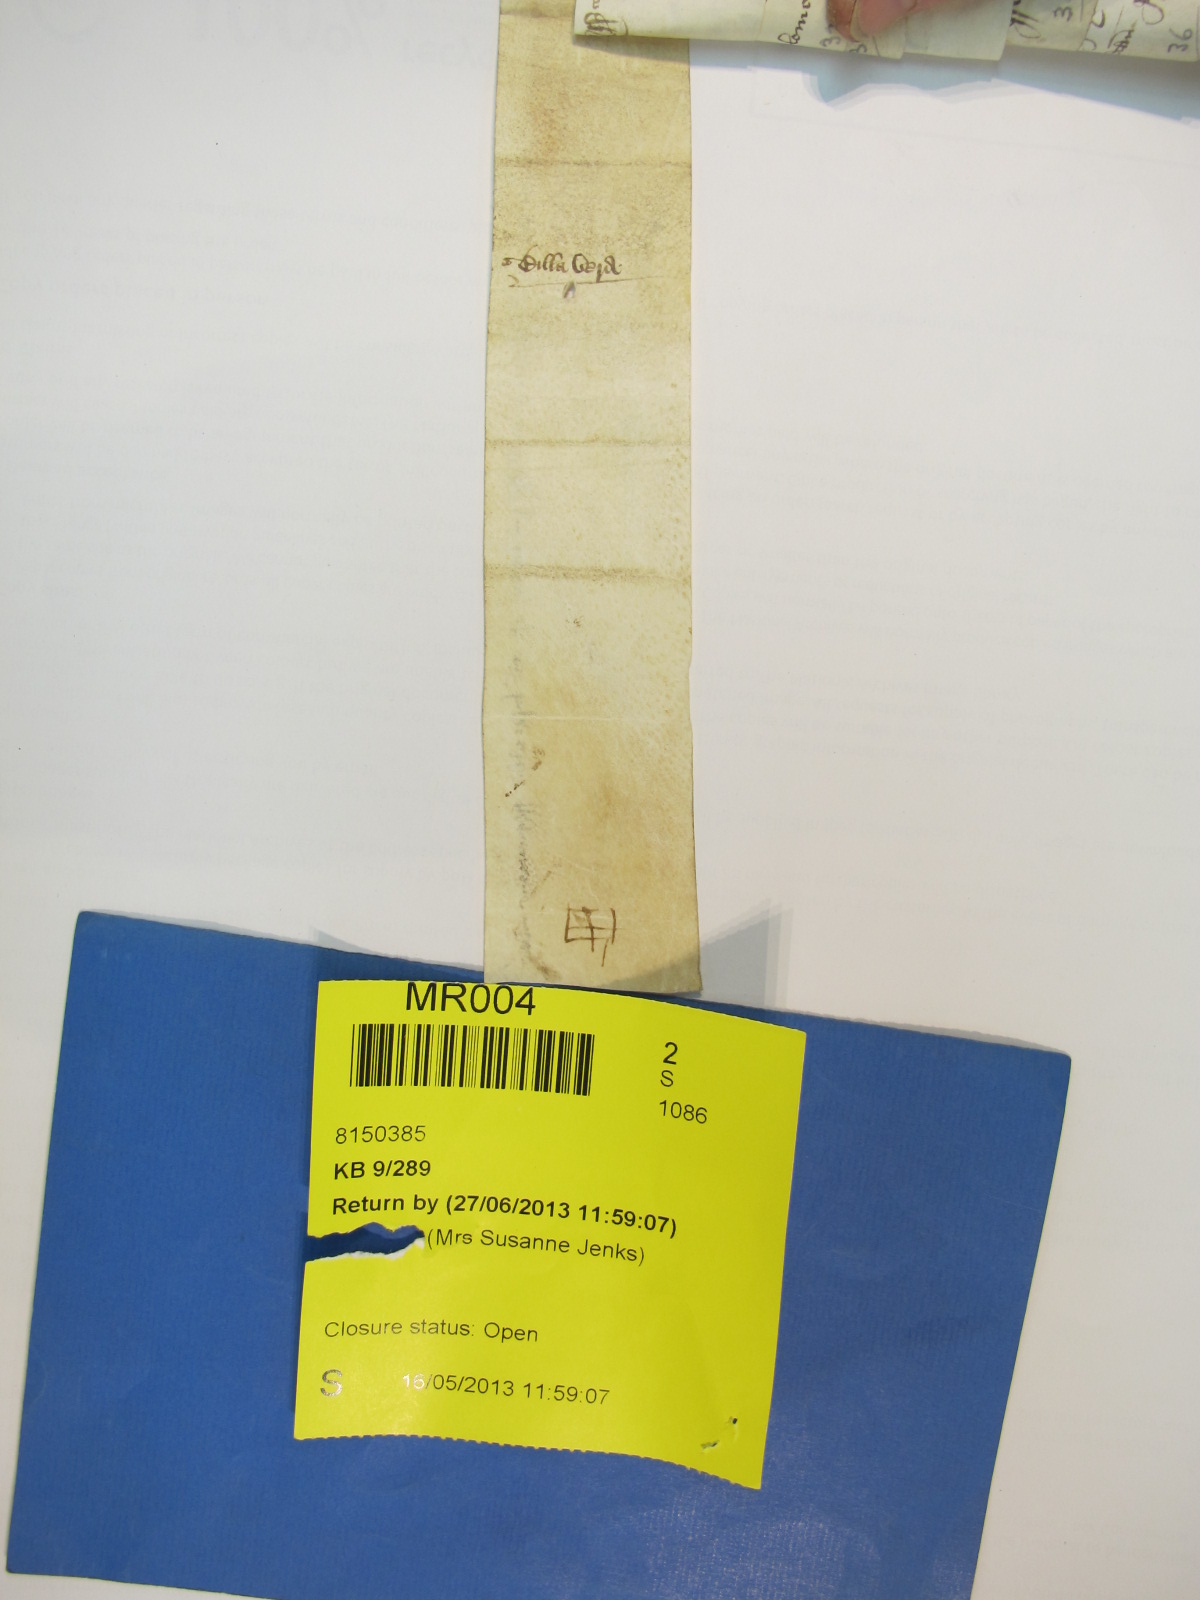 Billa vera
36
MR004
2
S
1086
8150385
KB 9/289
Return by (27/06/2013 11:59:07)
(Mrs Susanne Jenks)
Closure status: Open
S 16/05/2013 11:59:07